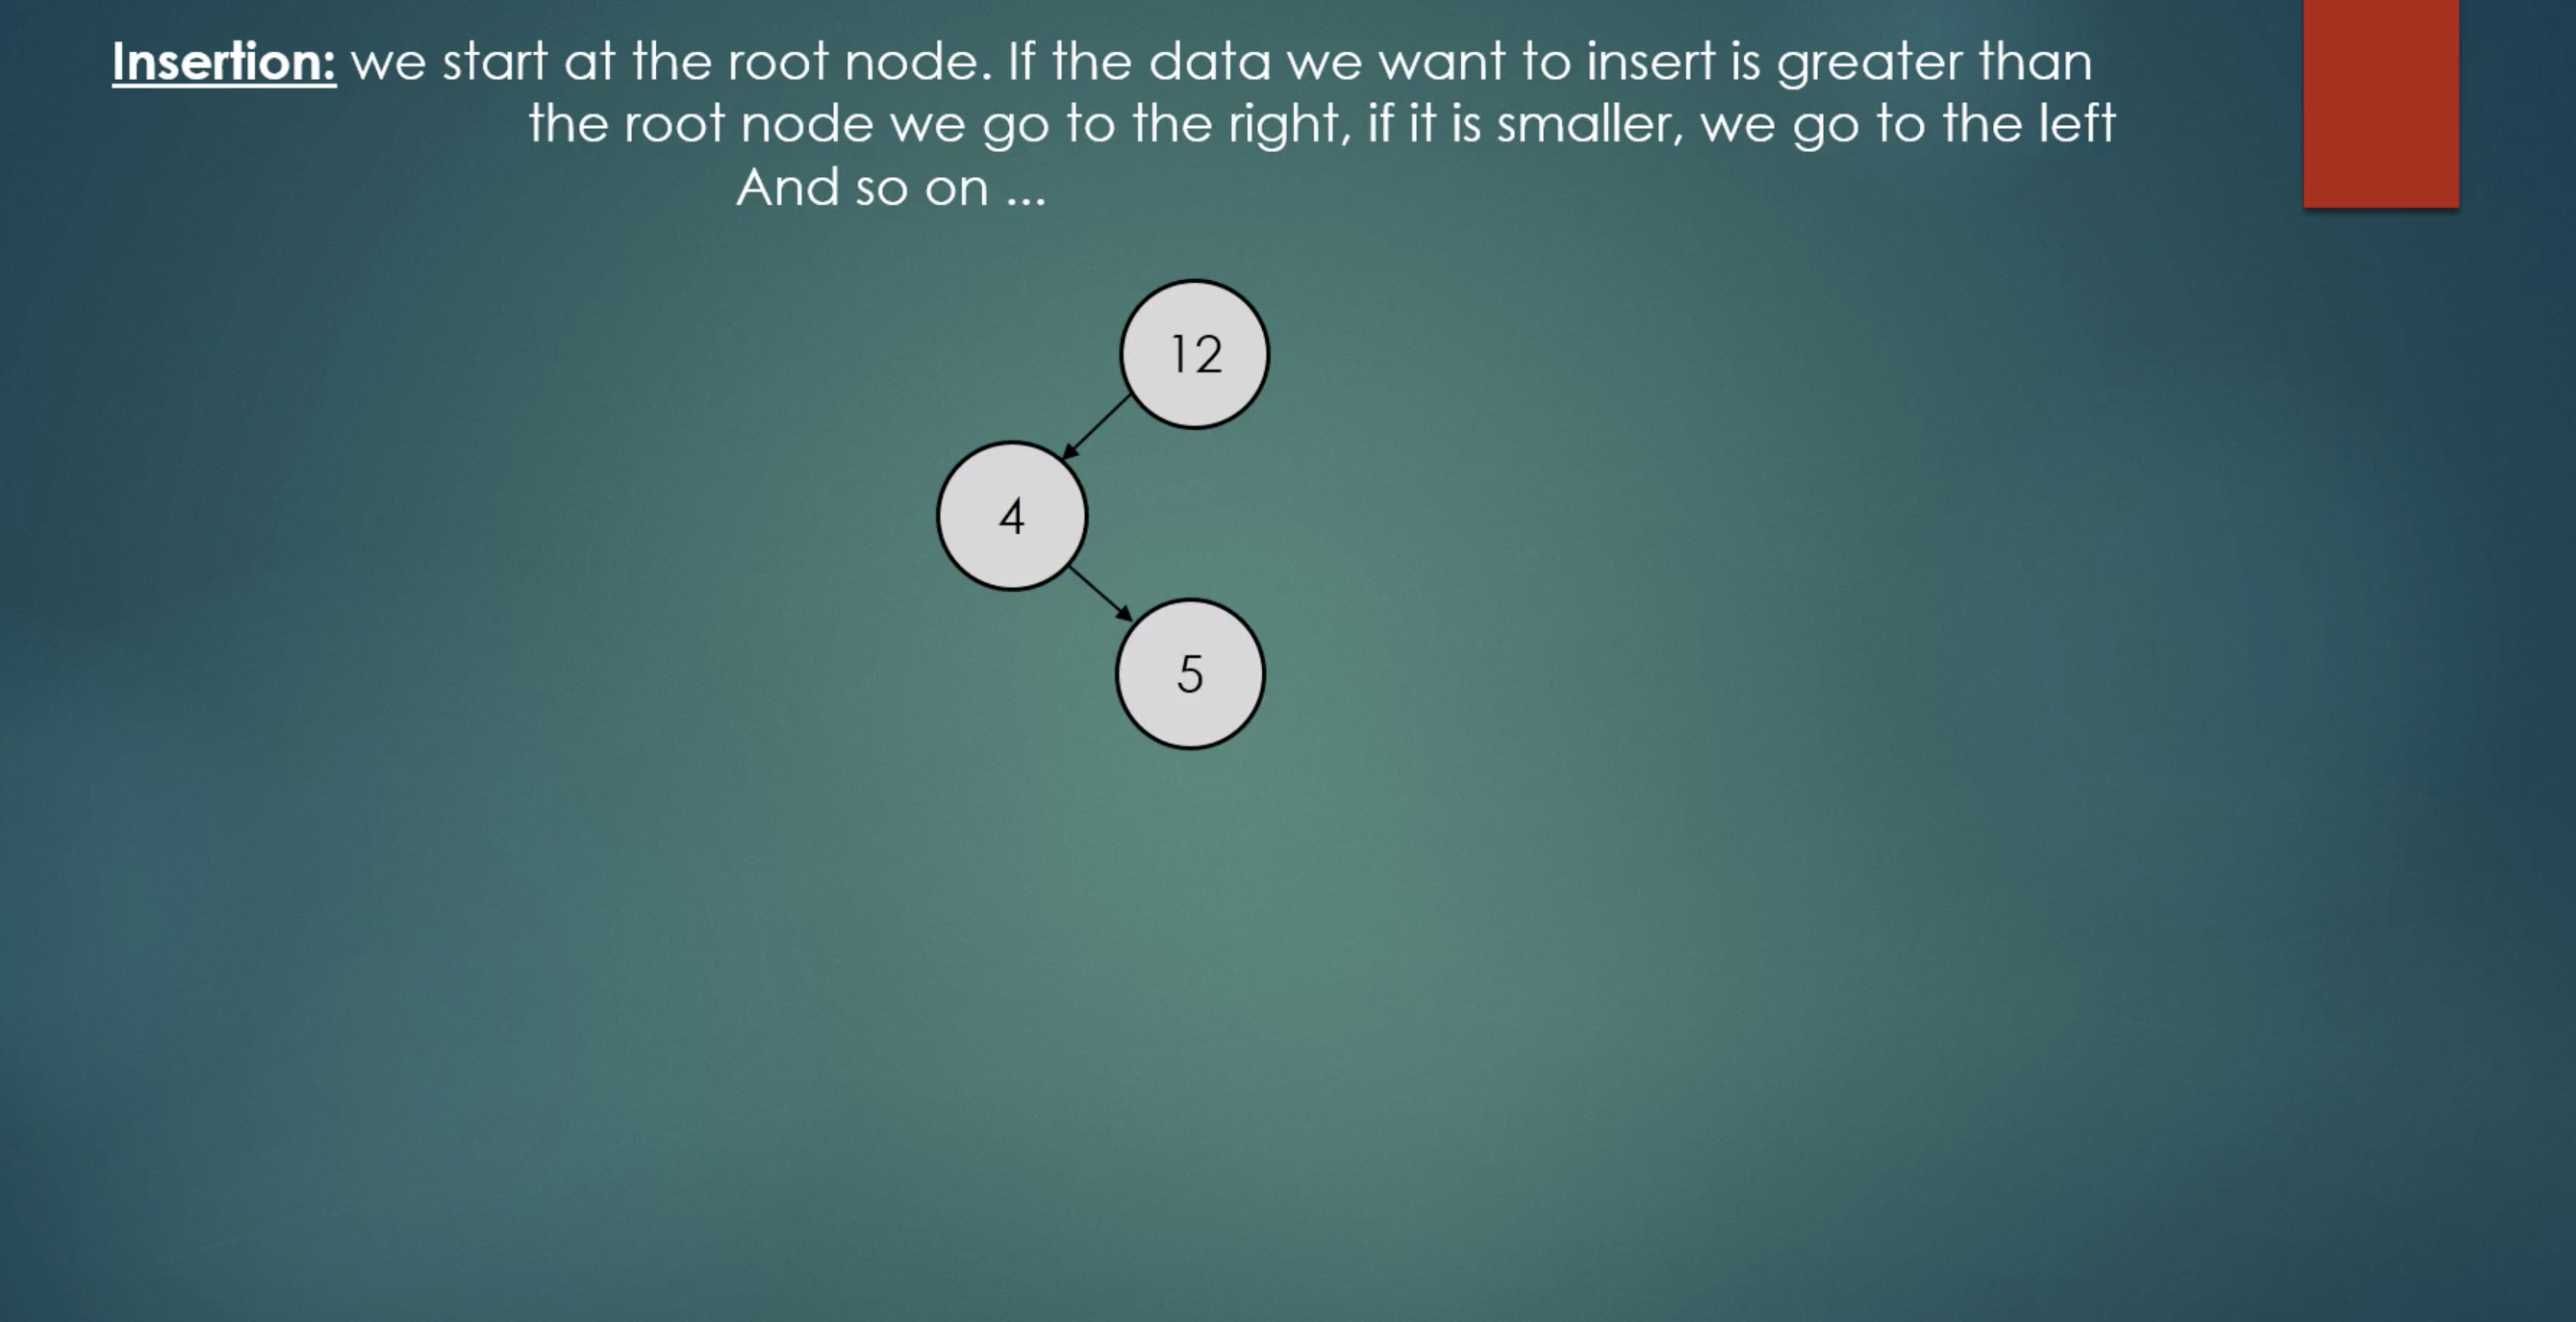 Insertion: we start at the root node. If the data we want to insert is greater than
the root node we go to the right, if it is smaller, we go to the left
And so on ...
12
4
5